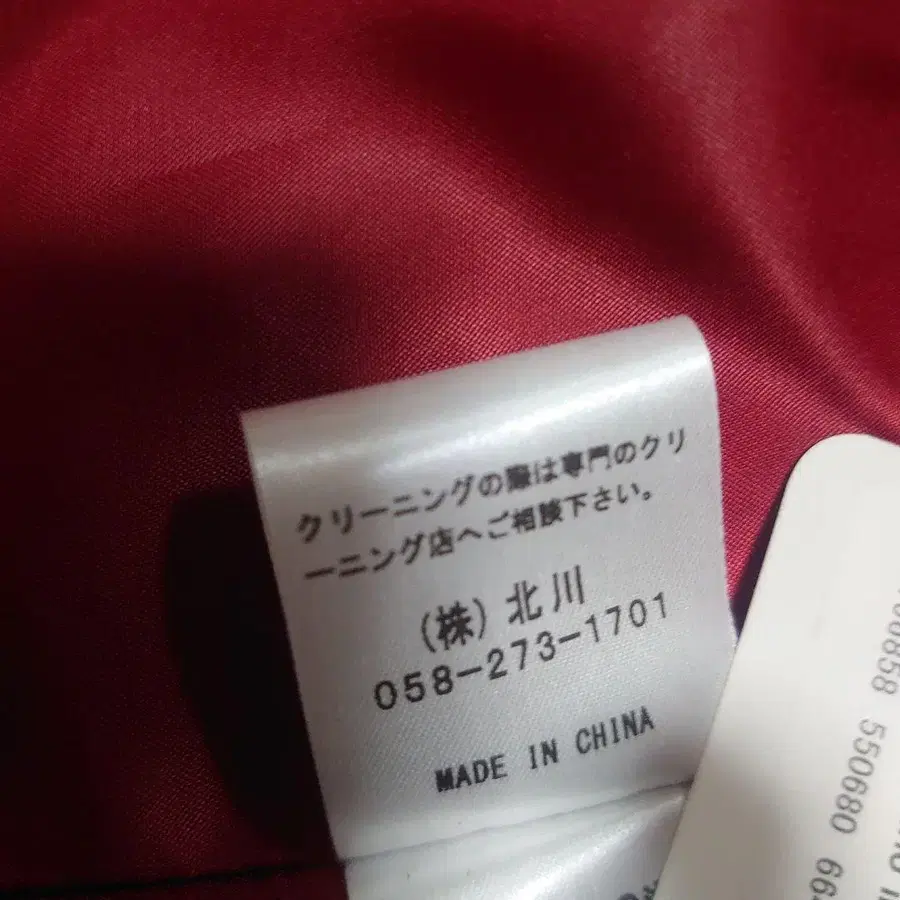 クリーニングの際は専門のクリ
ーニング店へご相談下さい。
(株)北川
058-273-1701
MADE IN CHINA
550680